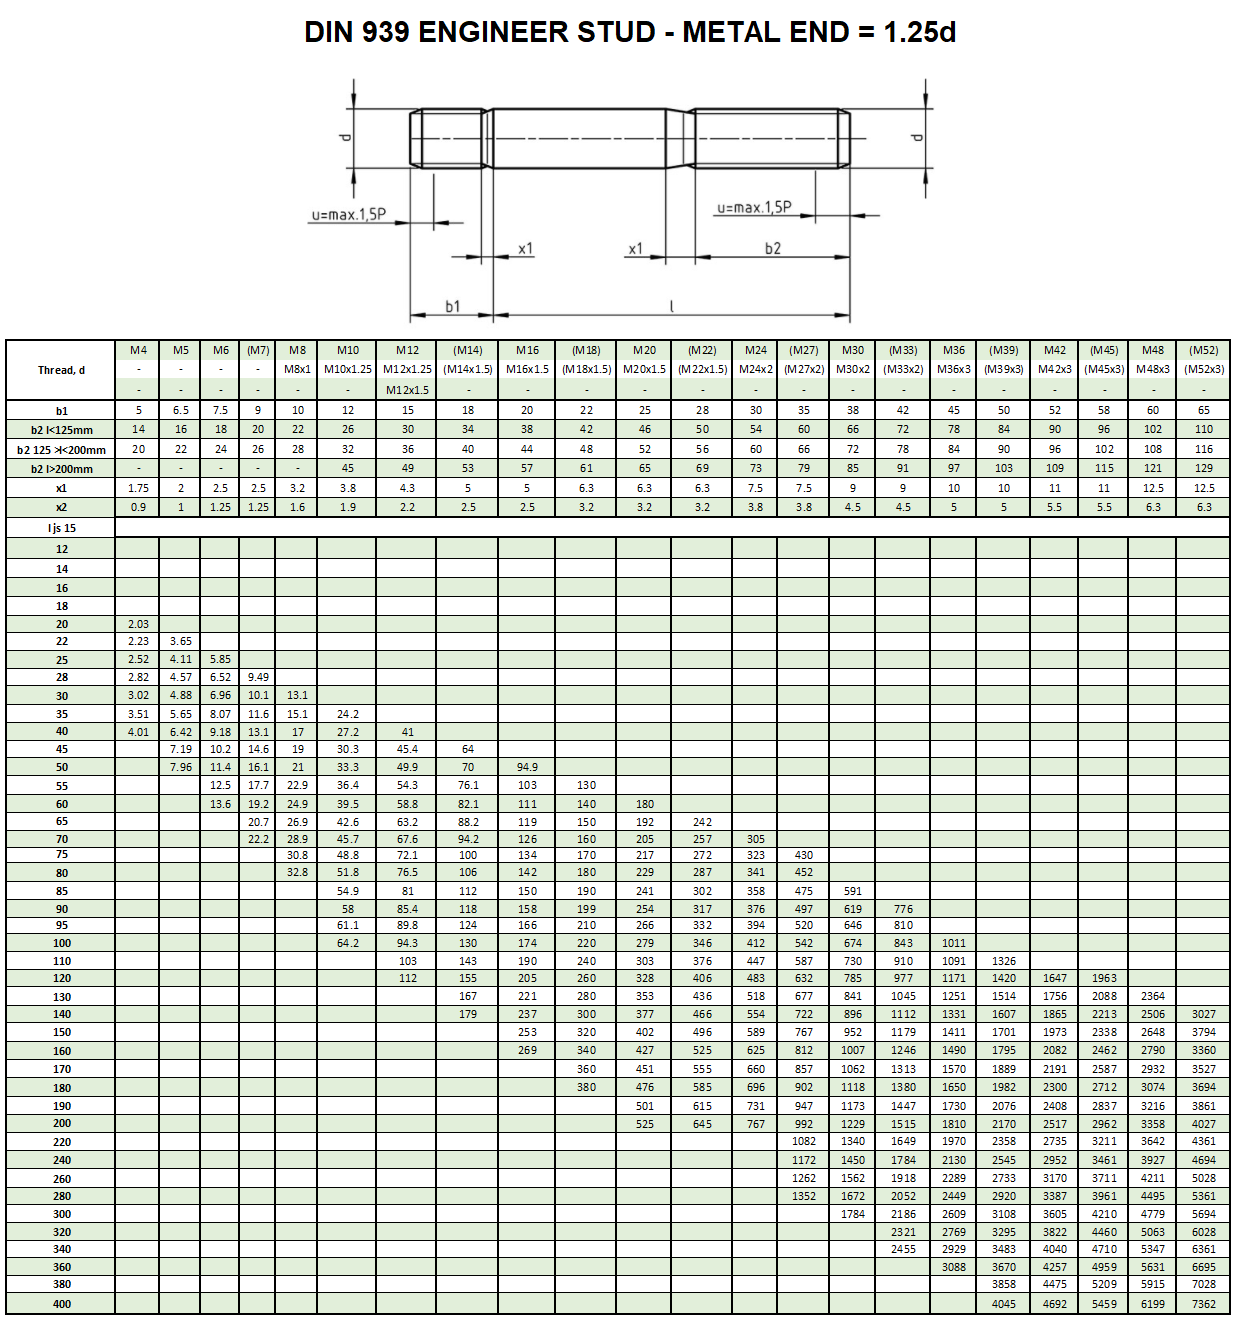 DIN 939 ENGINEER STUD - METAL END = 1.25d
d
d
u=max.1,5P
u=max.1,5P
x1
x1
b2
b1
l
M4 M5 M6 (M7) M8 M10 M12 (M14) M16 (M18) M20 (M22) M24 (M27) M30 (M33) M36 (M39) M42 (M45) M48 (M52)
Thread, d - - - - M8x1 M10x1.25 M12x1.25 (M14x1.5) M16x1.5 (M18x1.5) M20x1.5 (M22x1.5) M24x2 (M27x2) M30x2 (M33x2) M36x3 (M39x3) M42x3 (M45x3) M48x3 (M52x3)
- - - - - - M12x1.5 - - - - - - - - - - - - - - -
b1 5 6.5 7.5 9 10 12 15 18 20 22 25 28 30 35 38 42 45 50 52 58 60 65
b2 l<125mm 14 16 18 20 22 26 30 34 38 42 46 50 54 60 66 72 78 84 90 96 102 110
b2 125 >l<200mm 20 22 24 26 28 32 36 40 44 48 52 56 60 66 72 78 84 90 96 102 108 116
b2 l>200mm - - - - - 45 49 53 57 61 65 69 73 79 85 91 97 103 109 115 121 129
x1 1.75 2 2.5 2.5 3.2 3.8 4.3 5 5 6.3 6.3 6.3 7.5 7.5 9 9 10 10 11 11 12.5 12.5
x2 0.9 1 1.25 1.25 1.6 1.9 2.2 2.5 2.5 3.2 3.2 3.2 3.8 3.8 4.5 4.5 5 5 5.5 5.5 6.3 6.3
l js 15
12
14
16
18
20 2.03
22 2.23 3.65
25 2.52 4.11 5.85
28 2.82 4.57 6.52 9.49
30 3.02 4.88 6.96 10.1 13.1
35 3.51 5.65 8.07 11.6 15.1 24.2
40 4.01 6.42 9.18 13.1 17 27.2 41
45 7.19 10.2 14.6 19 30.3 45.4 64
50 7.96 11.4 16.1 21 33.3 49.9 70 94.9
55 12.5 17.7 22.9 36.4 54.3 76.1 103 130
60 13.6 19.2 24.9 39.5 58.8 82.1 111 140 180
65 20.7 26.9 42.6 63.2 88.2 119 150 192 242
70 22.2 28.9 45.7 67.6 94.2 126 160 205 257 305
75 30.8 48.8 72.1 100 134 170 217 272 323 430
80 32.8 51.8 76.5 106 142 180 229 287 341 452
85 54.9 81 112 150 190 241 302 358 475 591
90 58 85.4 118 158 199 254 317 376 497 619 776
95 61.1 89.8 124 166 210 266 332 394 520 646 810
100 64.2 94.3 130 174 220 279 346 412 542 674 843 1011
110 103 143 190 240 303 376 447 587 730 910 1091 1326
120 112 155 205 260 328 406 483 632 785 977 1171 1420 1647 1963
130 167 221 280 353 436 518 677 841 1045 1251 1514 1756 2088 2364
140 179 237 300 377 466 554 722 896 1112 1331 1607 1865 2213 2506 3027
150 253 320 402 496 589 767 952 1179 1411 1701 1973 2338 2648 3794
160 269 340 427 525 625 812 1007 1246 1490 1795 2082 2462 2790 3360
170 360 451 555 660 857 1062 1313 1570 1889 2191 2587 2932 3527
180 380 476 585 696 902 1118 1380 1650 1982 2300 2712 3074 3694
190 501 615 731 947 1173 1447 1730 2076 2408 2837 3216 3861
200 525 645 767 992 1229 1515 1810 2170 2517 2962 3358 4027
220 1082 1340 1649 1970 2358 2735 3211 3642 4361
240 1172 1450 1784 2130 2545 2952 3461 3927 4694
260 1262 1562 1918 2289 2733 3170 3711 4211 5028
280 1352 1672 2052 2449 2920 3387 3961 4495 5361
300 1784 2186 2609 3108 3605 4210 4779 5694
320 2321 2769 3295 3822 4460 5063 6028
340 2455 2929 3483 4040 4710 5347 6361
360 3088 3670 4257 4959 5631 6695
380 3858 4475 5209 5915 7028
400 4045 4692 5459 6199 7362